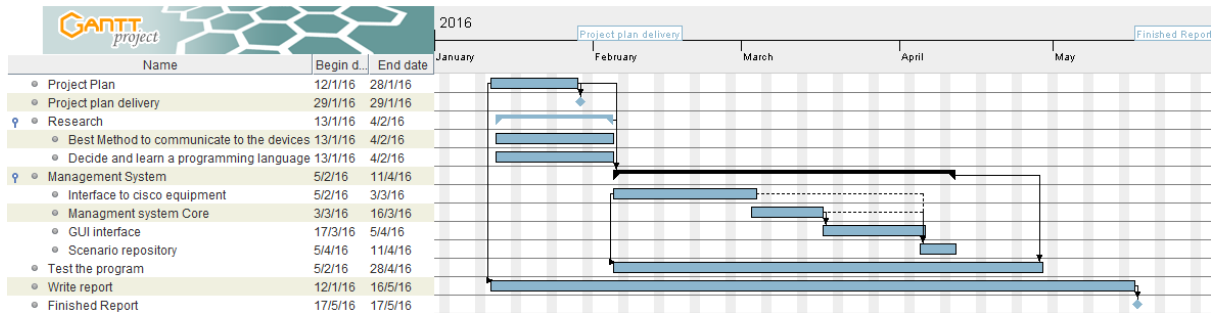 GANTT
project
2016
Project plan delivery
Finished Report
January February March April May
Name Begin d... End date
Project Plan 12/1/16 28/1/16
Project plan delivery 29/1/16 29/1/16
Research 13/1/16 4/2/16
Best Method to communicate to the devices 13/1/16 4/2/16
Decide and learn a programming language 13/1/16 4/2/16
Management System 5/2/16 11/4/16
Interface to cisco equipment 5/2/16 3/3/16
Managment system Core 3/3/16 16/3/16
GUI interface 17/3/16 5/4/16
Scenario repository 5/4/16 11/4/16
Test the program 5/2/16 28/4/16
Write report 12/1/16 16/5/16
Finished Report 17/5/16 17/5/16